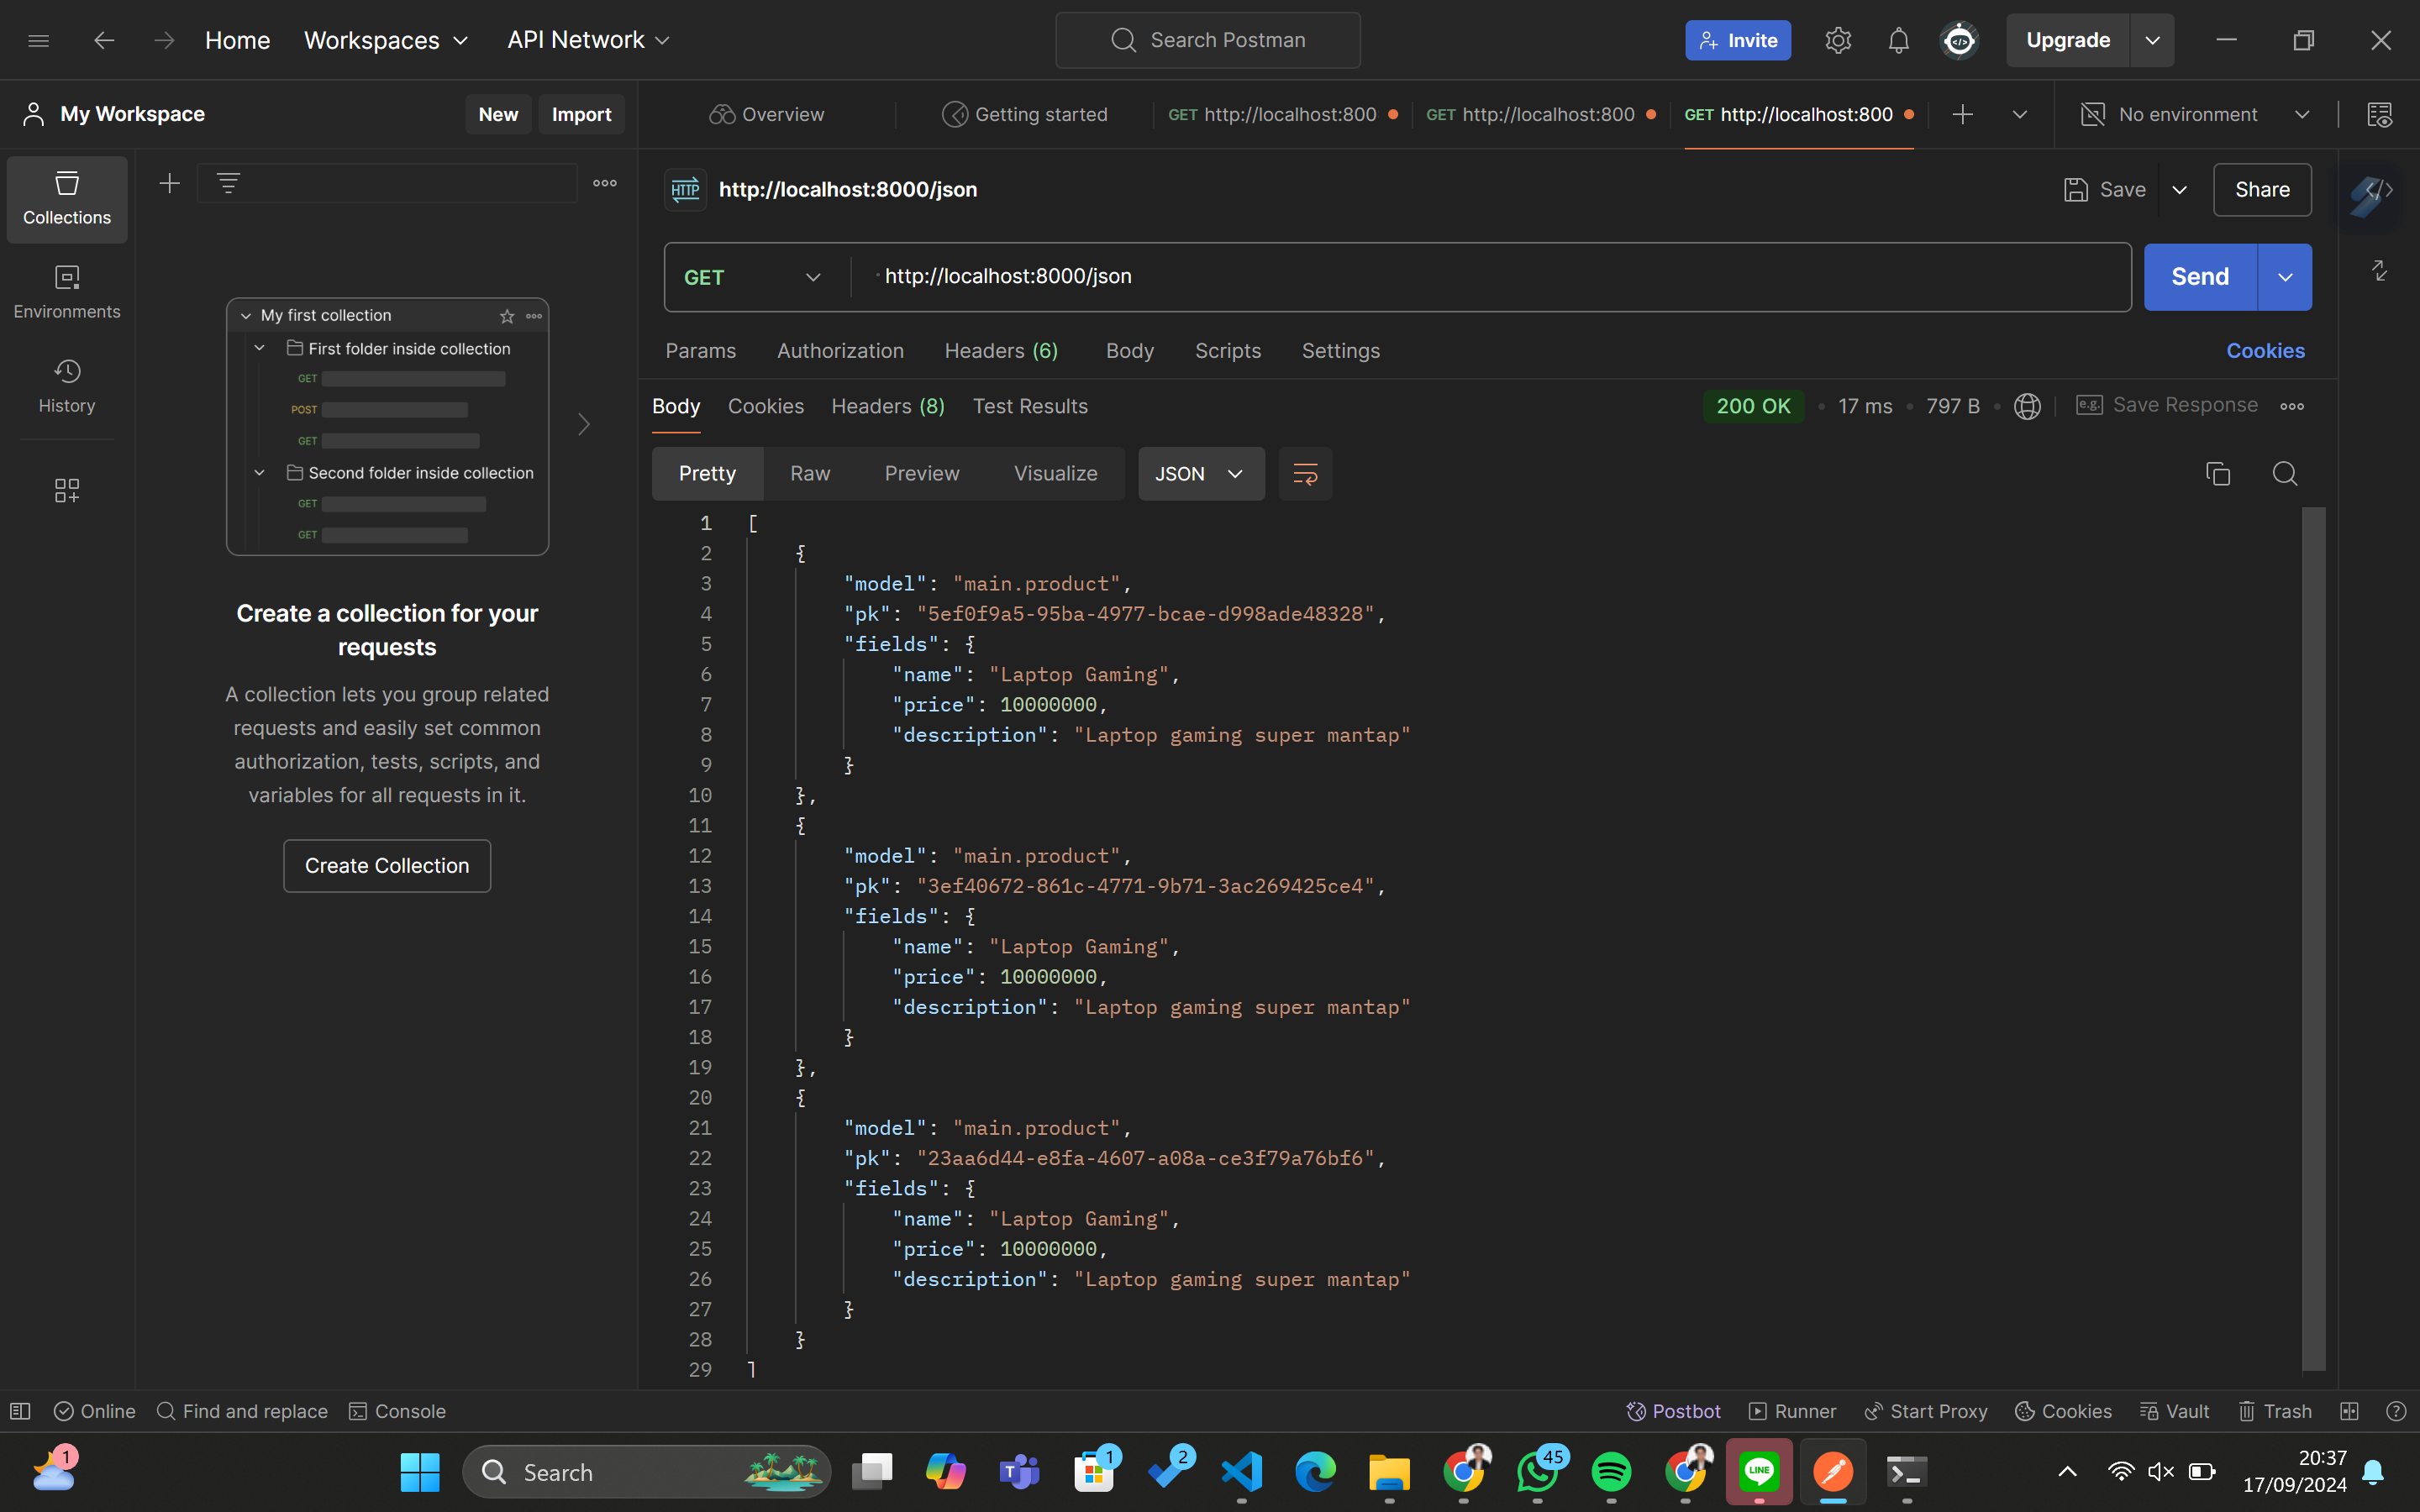 Home Workspaces API Network Search Postman Invite Upgrade
My Workspace New Import Overview Getting started GET http://localhost:800 GET http://localhost:800 GET http://localhost:800 No environment
Collections
Environments
History
My first collection
First folder inside collection
GET
POST
GET
Second folder inside collection
GET
GET
Create a collection for your
requests
A collection lets you group related
requests and easily set common
authorization, tests, scripts, and
variables for all requests in it.
Create Collection
HTTP http://localhost:8000/json Save Share
GET http://localhost:8000/json Send
Params Authorization Headers (6) Body Scripts Settings Cookies
Body Cookies Headers (8) Test Results 200 OK • 17 ms • 797 B • e.g. Save Response
Pretty Raw Preview Visualize JSON
1 [
2 {
3 "model": "main.product",
4 "pk": "5ef0f9a5-95ba-4977-bcae-d998ade48328",
5 "fields": {
6 "name": "Laptop Gaming",
7 "price": 10000000,
8 "description": "Laptop gaming super mantap"
9 }
10 },
11 {
12 "model": "main.product",
13 "pk": "3ef40672-861c-4771-9b71-3ac269425ce4",
14 "fields": {
15 "name": "Laptop Gaming",
16 "price": 10000000,
17 "description": "Laptop gaming super mantap"
18 }
19 },
20 {
21 "model": "main.product",
22 "pk": "23aa6d44-e8fa-4607-a08a-ce3f79a76bf6",
23 "fields": {
24 "name": "Laptop Gaming",
25 "price": 10000000,
26 "description": "Laptop gaming super mantap"
27 }
28 }
29 ]
Online Find and replace Console Postbot Runner Start Proxy Cookies Vault Trash
1 Search T 1 2 45 LINE 20:37
17/09/2024